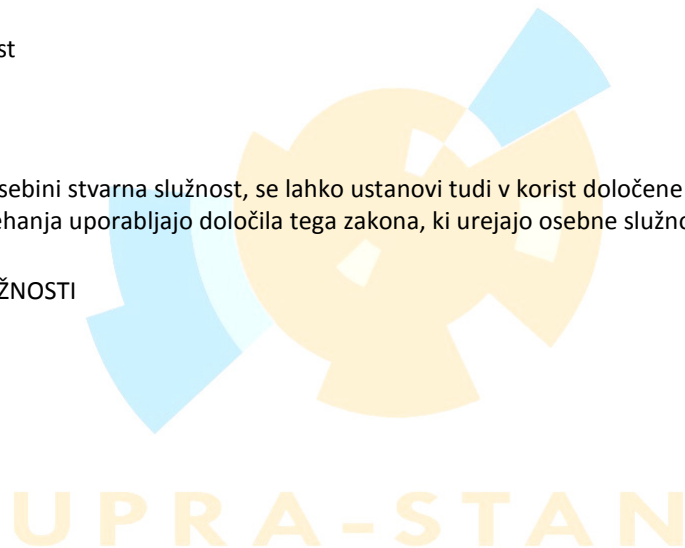 st
sebini stvarna služnost, se lahko ustanovi tudi v korist določene
ehanja uporabljajo določila tega zakona, ki urejajo osebne služno
ŽNOSTI
UPRA-STAN